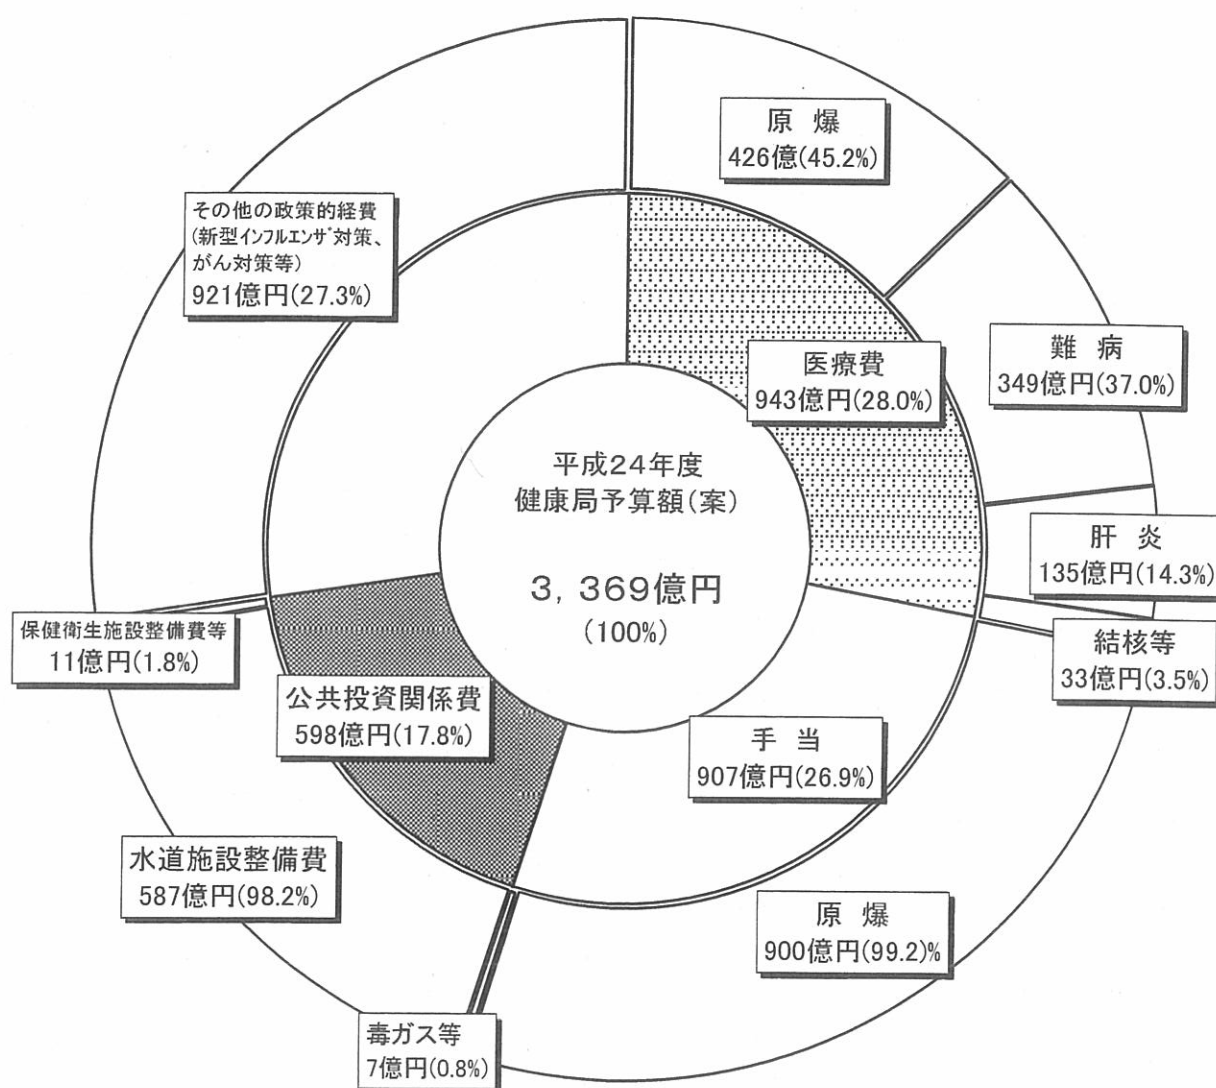 原 爆
426億(45.2%)
その他の政策的経費
(新型インフルエンザ対策、
がん対策等)
921億円(27.3%)
難 病
349億円(37.0%)
医療費
943億円(28.0%)
平成24年度
健康局予算額(案)
3,369億円
(100%)
肝 炎
135億円(14.3%)
保健衛生施設整備費等
11億円(1.8%)
結核等
33億円(3.5%)
公共投資関係費
598億円(17.8%)
手 当
907億円(26.9%)
水道施設整備費
587億円(98.2%)
原 爆
900億円(99.2)%
毒ガス等
7億円(0.8%)